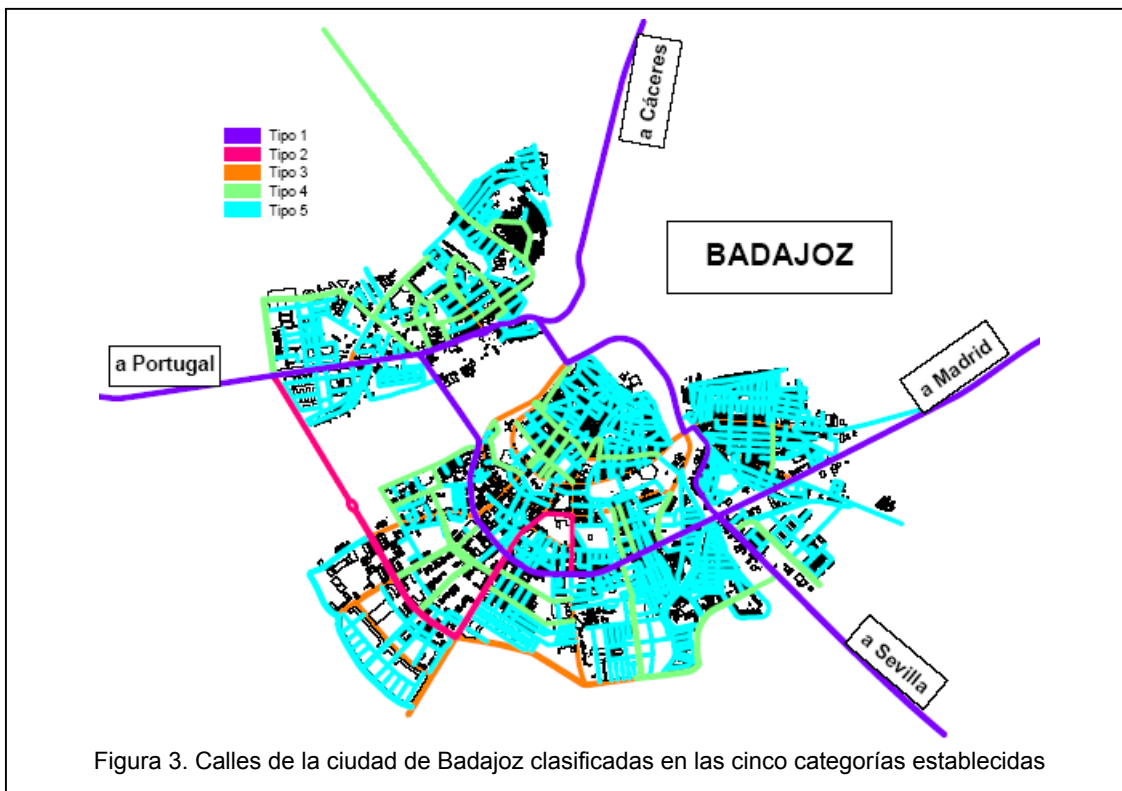 a Cáceres
Tipo 1
Tipo 2
Tipo 3
Tipo 4
Tipo 5
BADAJOZ
a Portugal
a Madrid
a Sevilla
Figura 3. Calles de la ciudad de Badajoz clasificadas en las cinco categorías establecidas